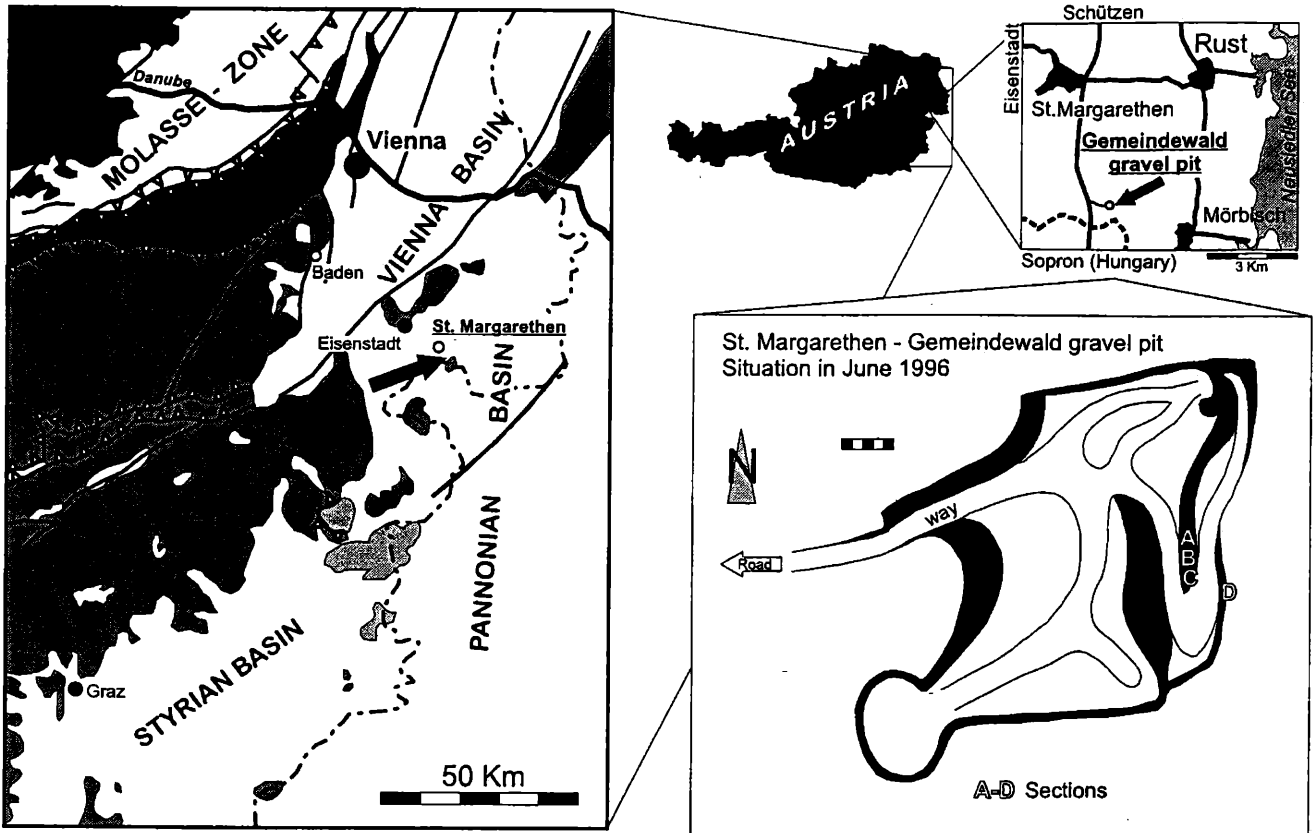 MOLASSE - ZONE
Danube
Vienna
VIENNA BASIN
Baden
St. Margarethen
Eisenstadt
PANNONIAN BASIN
STYRIAN BASIN
Graz
50 Km
AUSTRIA
Schützen
Rust
Eisenstadt
St.Margarethen
Neusiedler See
Gemeindewald
gravel pit
Mörbisch
Sopron (Hungary)
3 Km
St. Margarethen - Gemeindewald gravel pit
Situation in June 1996
N
way
Road
A
B
C
D
A-D Sections